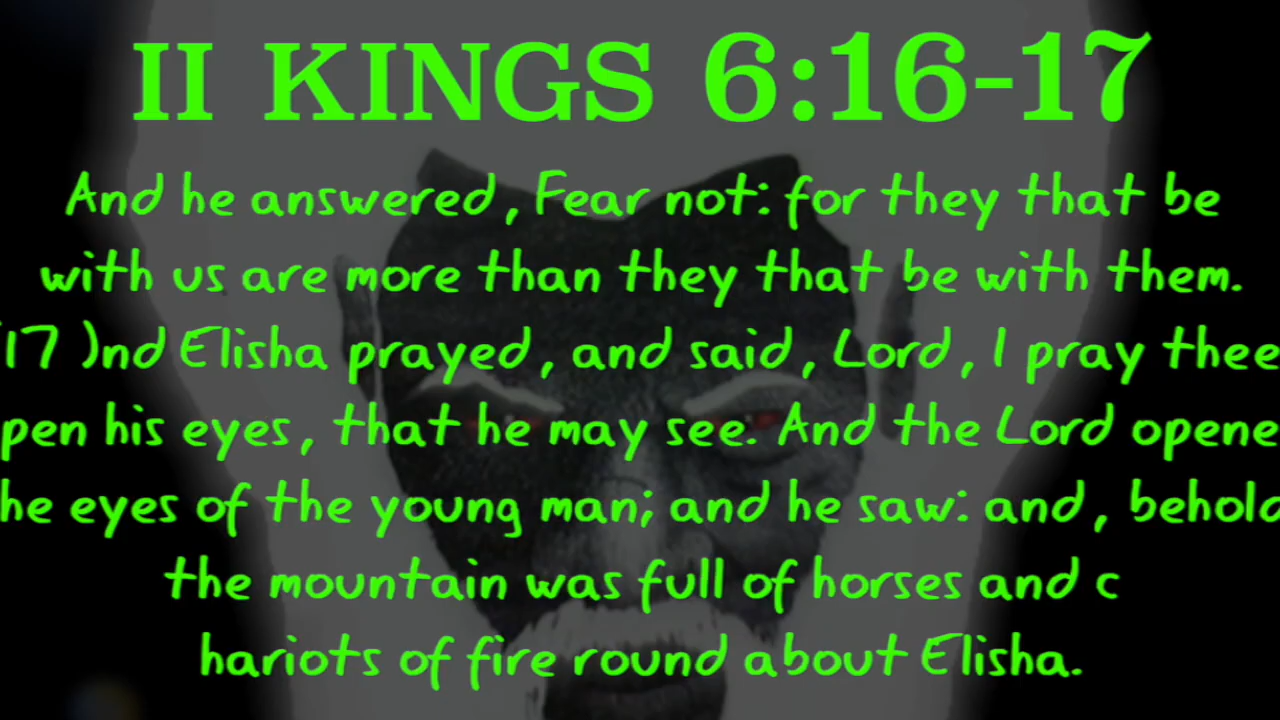 II KINGS 6:16-17
And he answered, Fear not: for they that be
with us are more than they that be with them.
(17 )nd Elisha prayed, and said, Lord, I pray thee
pen his eyes, that he may see. And the Lord opene
he eyes of the young man; and he saw: and, behold
the mountain was full of horses and c
hariots of fire round about Elisha.